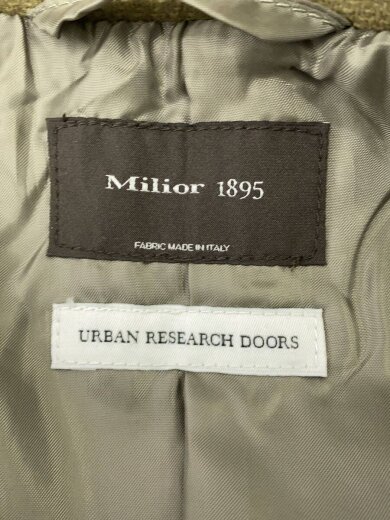 Milior 1895
FABRIC MADE IN ITALY
URBAN RESEARCH DOORS